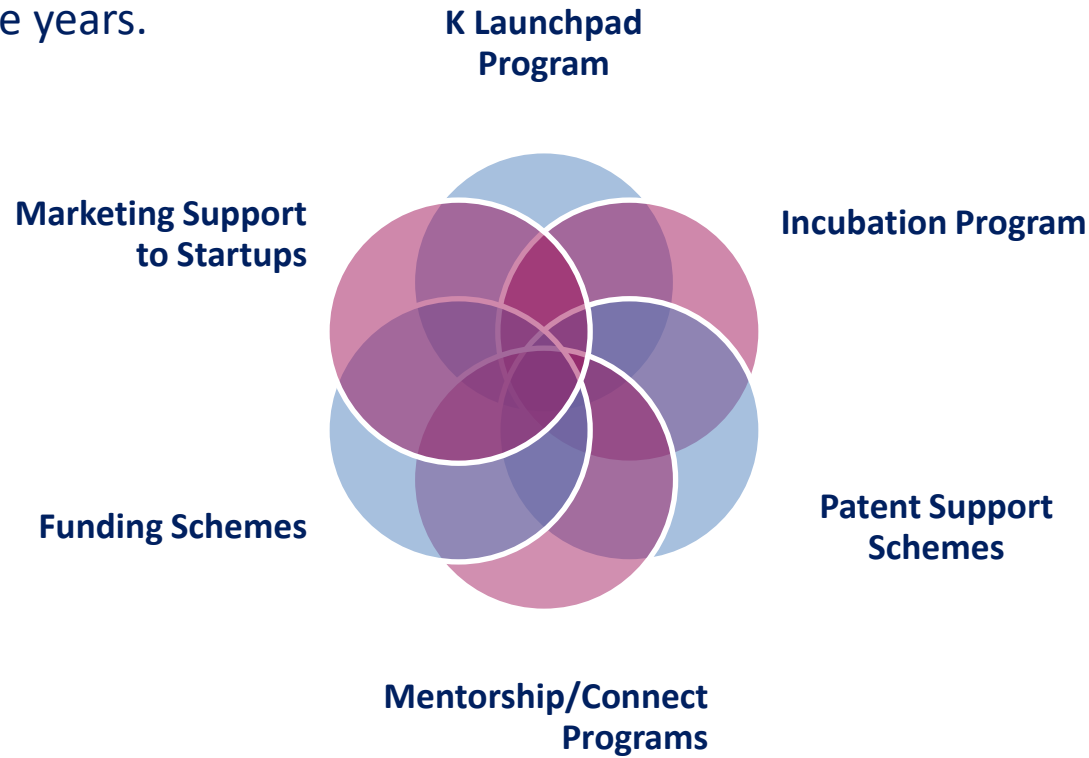 e years.
K Launchpad
Program
Marketing Support
to Startups
Incubation Program
Funding Schemes
Patent Support
Schemes
Mentorship/Connect
Programs